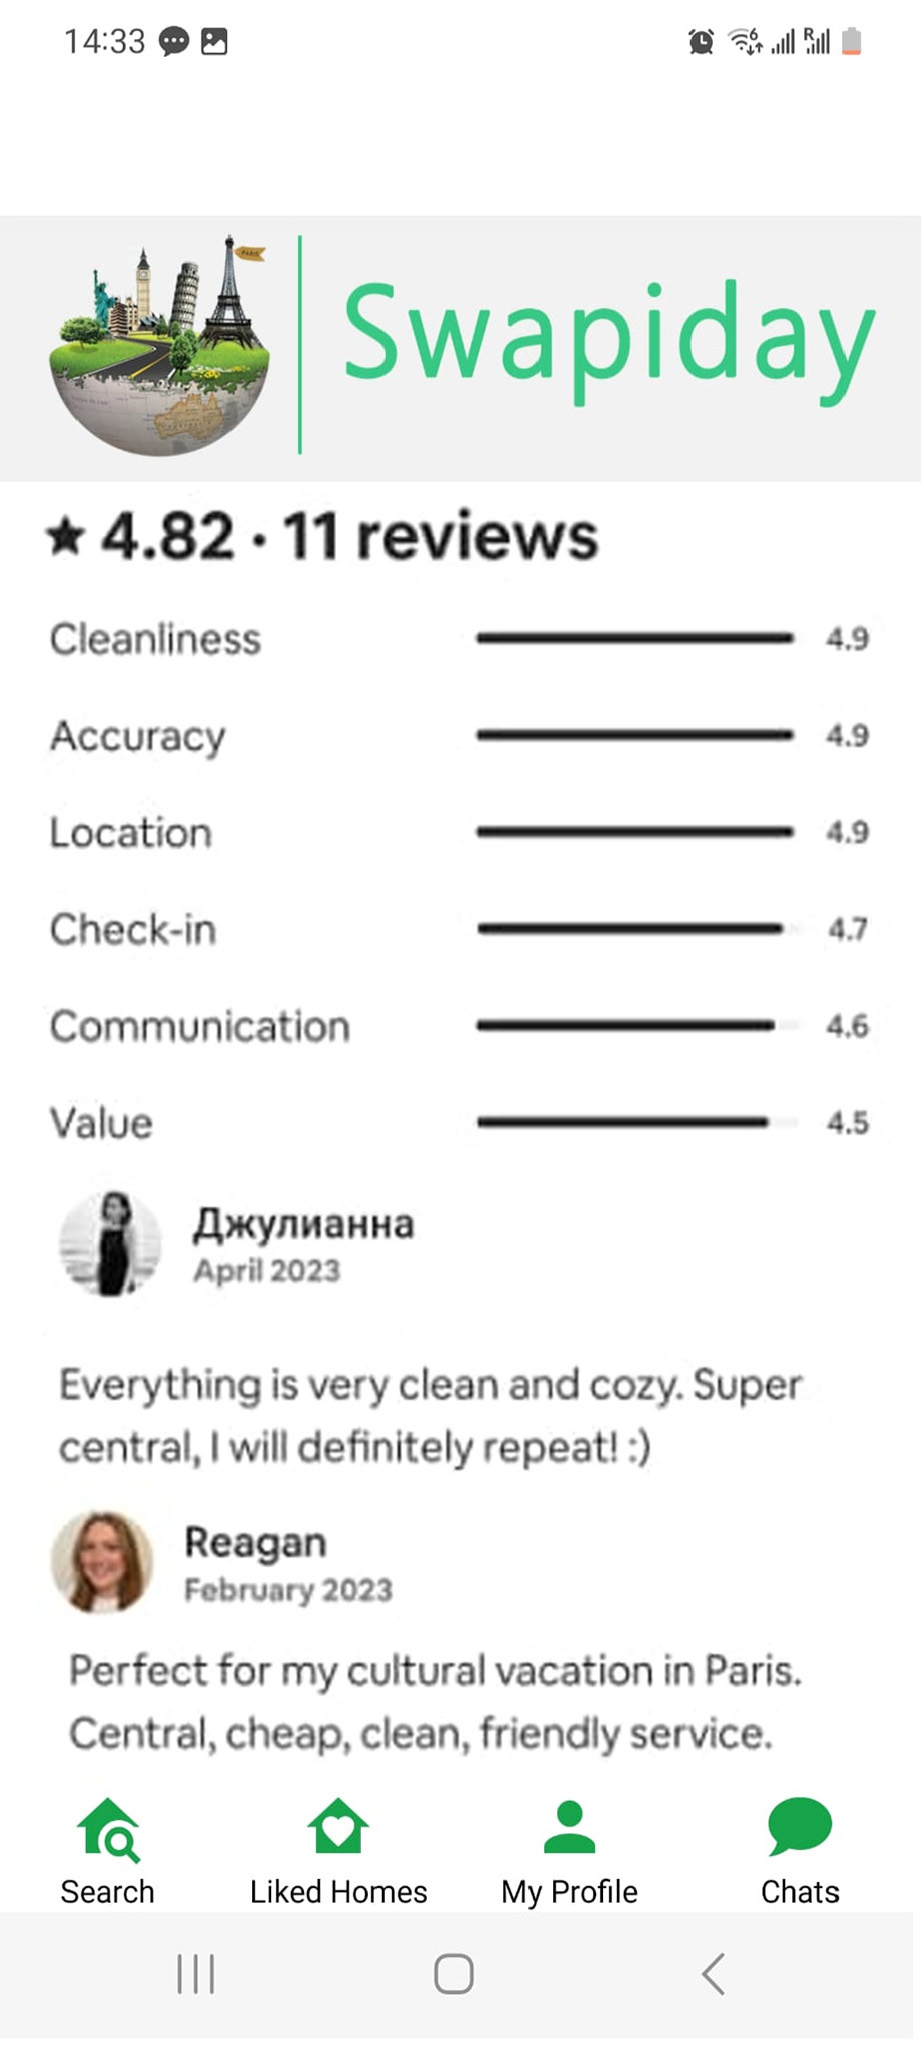 14:33
PARIS
Swapiday
★ 4.82 · 11 reviews
Cleanliness 4.9
Accuracy 4.9
Location 4.9
Check-in 4.7
Communication 4.6
Value 4.5
Джулианна
April 2023
Everything is very clean and cozy. Super
central, I will definitely repeat! :)
Reagan
February 2023
Perfect for my cultural vacation in Paris.
Central, cheap, clean, friendly service.
Search Liked Homes My Profile Chats